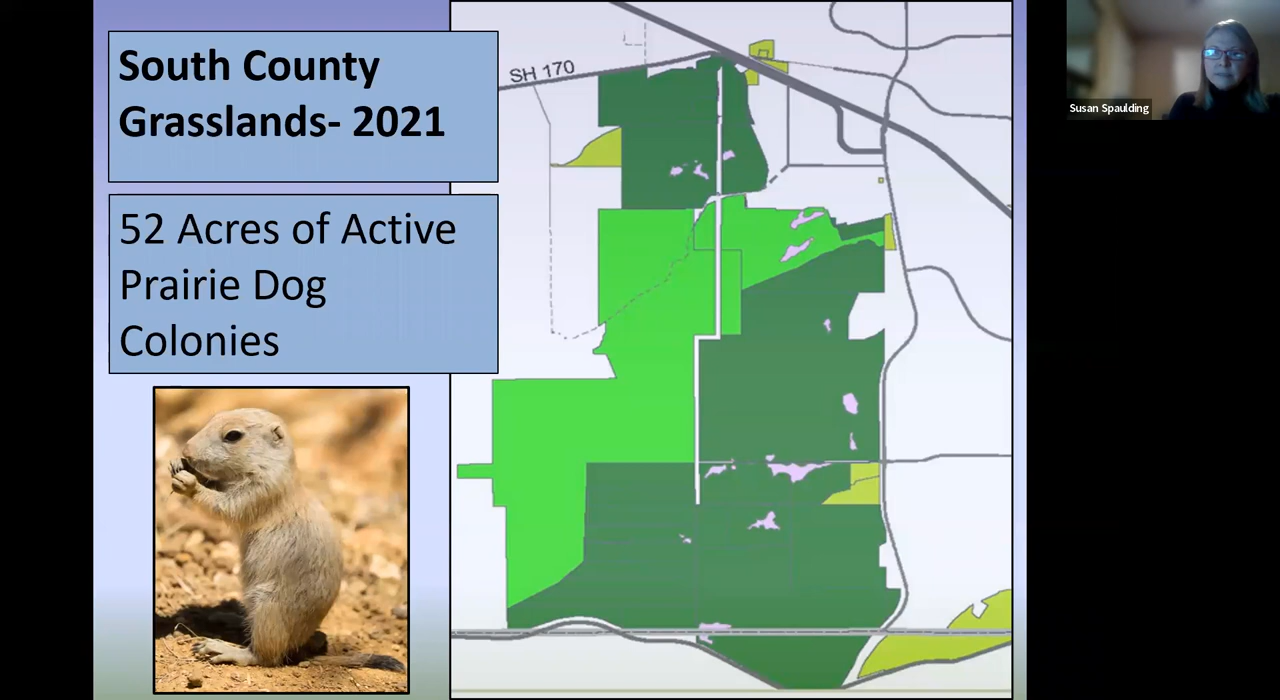 South County
Grasslands- 2021
52 Acres of Active
Prairie Dog
Colonies
SH 170
Susan Spaulding